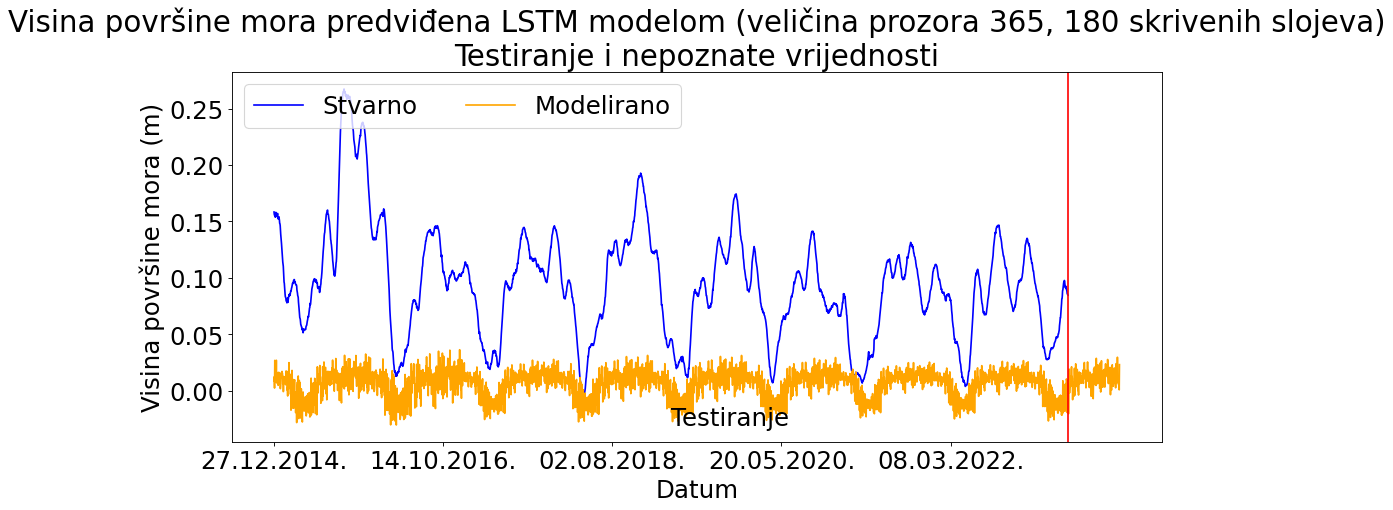 Visina površine mora predviđena LSTM modelom (veličina prozora 365, 180 skrivenih slojeva)
Testiranje i nepoznate vrijednosti
Stvarno
Modelirano
Visina površine mora (m)
0.25
0.20
0.15
0.10
0.05
0.00
Testiranje
27.12.2014.
14.10.2016.
02.08.2018.
20.05.2020.
08.03.2022.
Datum